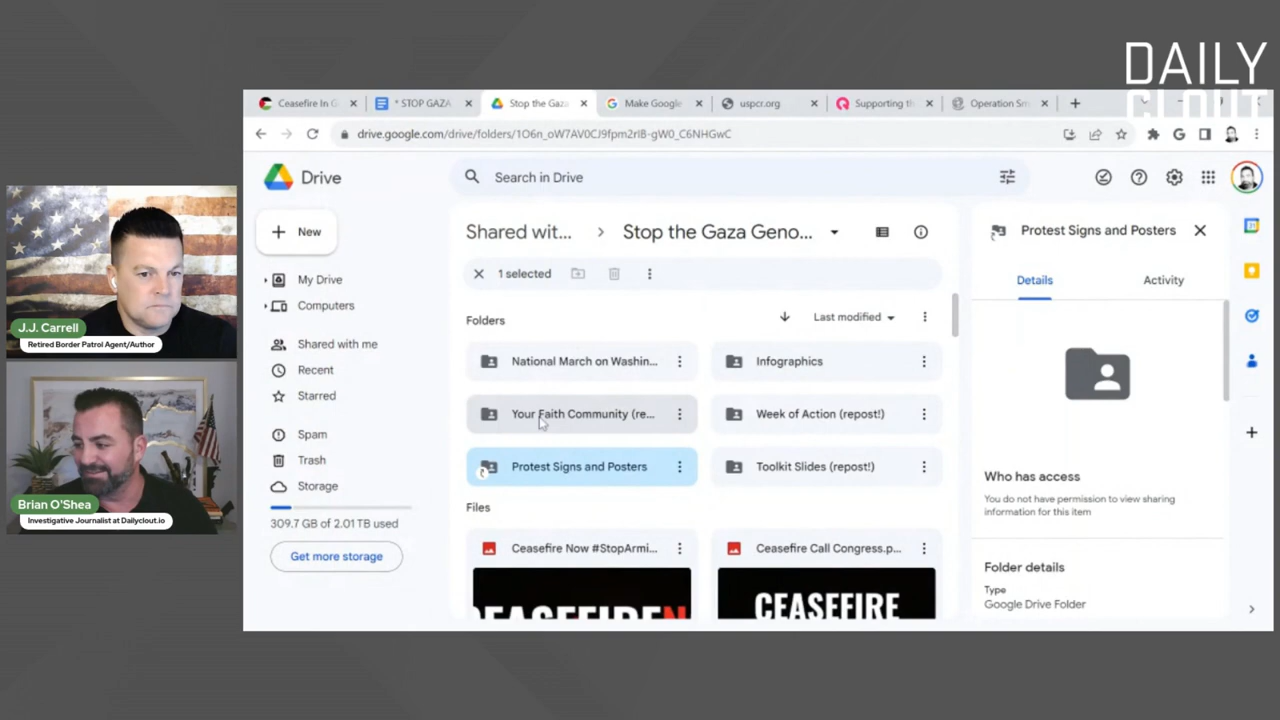 DAILY
CLOUT
Ceasefire In G
* STOP GAZA
Stop the Gaza
Make Google
uspcr.org
Supporting th
Operation Sm
drive.google.com/drive/folders/1O6n_oW7AV0CJ9fpm2rIB-gW0_C6NHGwC
Drive
Search in Drive
New
My Drive
Computers
Shared with me
Recent
Starred
Spam
Trash
Storage
309.7 GB of 2.01 TB used
Get more storage
Shared wit... > Stop the Gaza Geno...
1 selected
Folders
Last modified
National March on Washin...
Infographics
Your Faith Community (re...
Week of Action (repost!)
Protest Signs and Posters
Toolkit Slides (repost!)
Files
Ceasefire Now #StopArmi...
Ceasefire Call Congress.p...
CEASEFIRE
Protest Signs and Posters
Details
Activity
Who has access
You do not have permission to view sharing
information for this item
Folder details
Type
Google Drive Folder
J.J. Carrell
Retired Border Patrol Agent/Author
Brian O'Shea
Investigative Journalist at Dailyclout.io